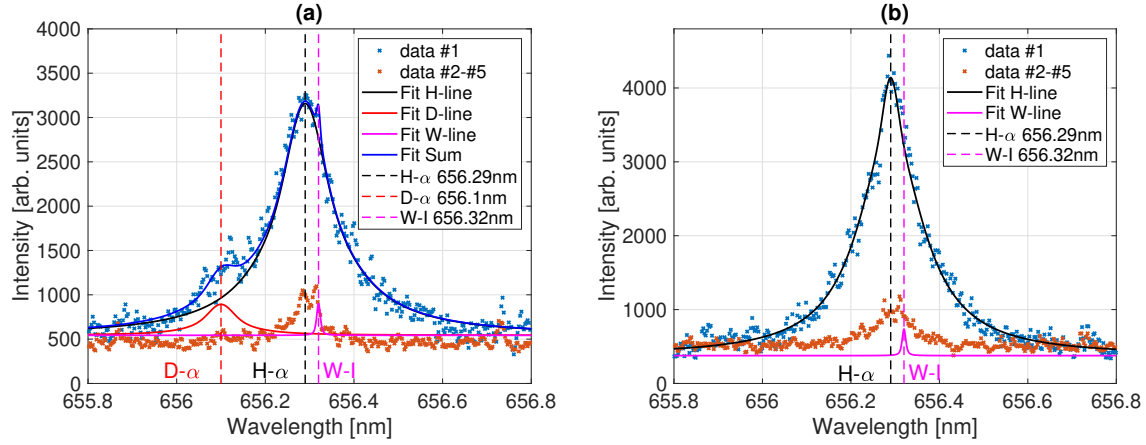 (a)
Intensity [arb. units]
4000
3500
3000
2500
2000
1500
1000
500
0
data #1
data #2-#5
Fit H-line
Fit D-line
Fit W-line
Fit Sum
H-α 656.29nm
D-α 656.1nm
W-I 656.32nm
D-α H-α W-I
655.8 656 656.2 656.4 656.6 656.8
Wavelength [nm]
(b)
Intensity [arb. units]
4000
3000
2000
1000
0
data #1
data #2-#5
Fit H-line
Fit W-line
H-α 656.29nm
W-I 656.32nm
H-α W-I
655.8 656 656.2 656.4 656.6 656.8
Wavelength [nm]